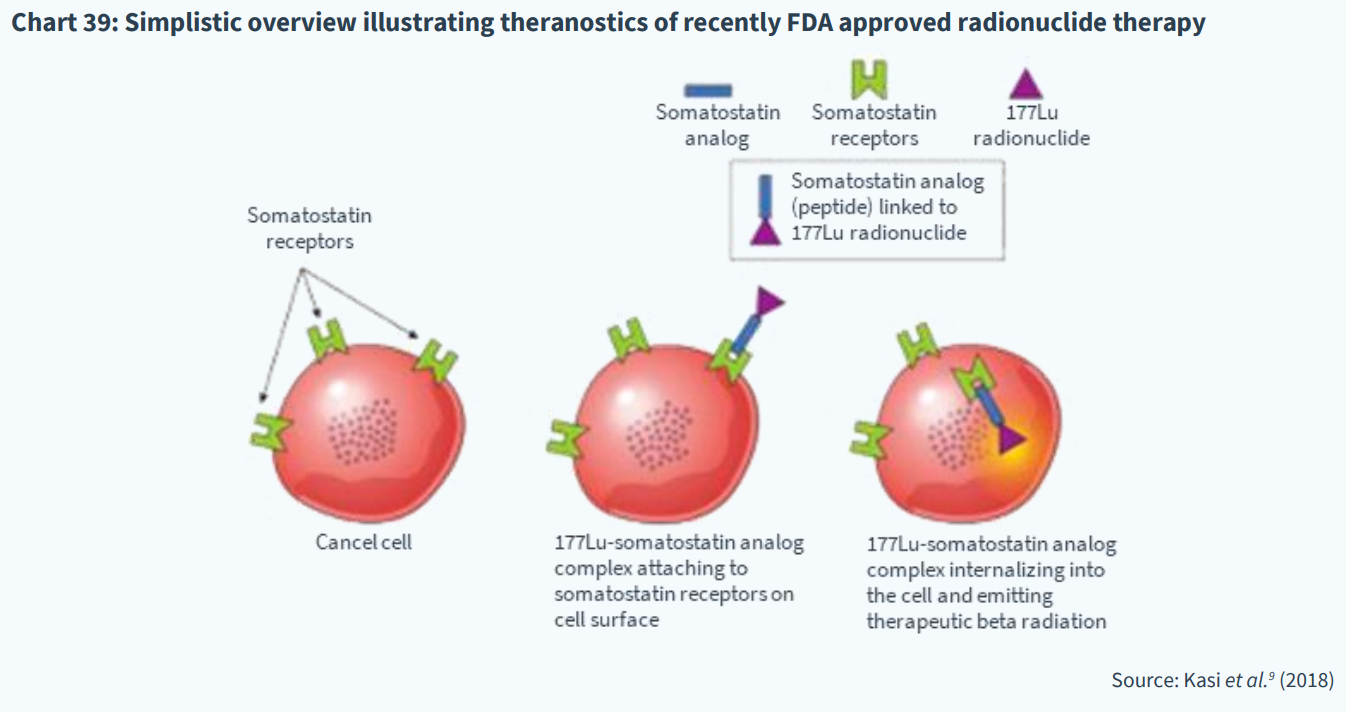 Chart 39: Simplistic overview illustrating theranostics of recently FDA approved radionuclide therapy
Somatostatin
analog
Somatostatin
receptors
177Lu
radionuclide
Somatostatin analog
(peptide) linked to
177Lu radionuclide
Somatostatin
receptors
Cancel cell
177Lu-somatostatin analog
complex attaching to
somatostatin receptors on
cell surface
177Lu-somatostatin analog
complex internalizing into
the cell and emitting
therapeutic beta radiation
Source: Kasi et al.⁹ (2018)